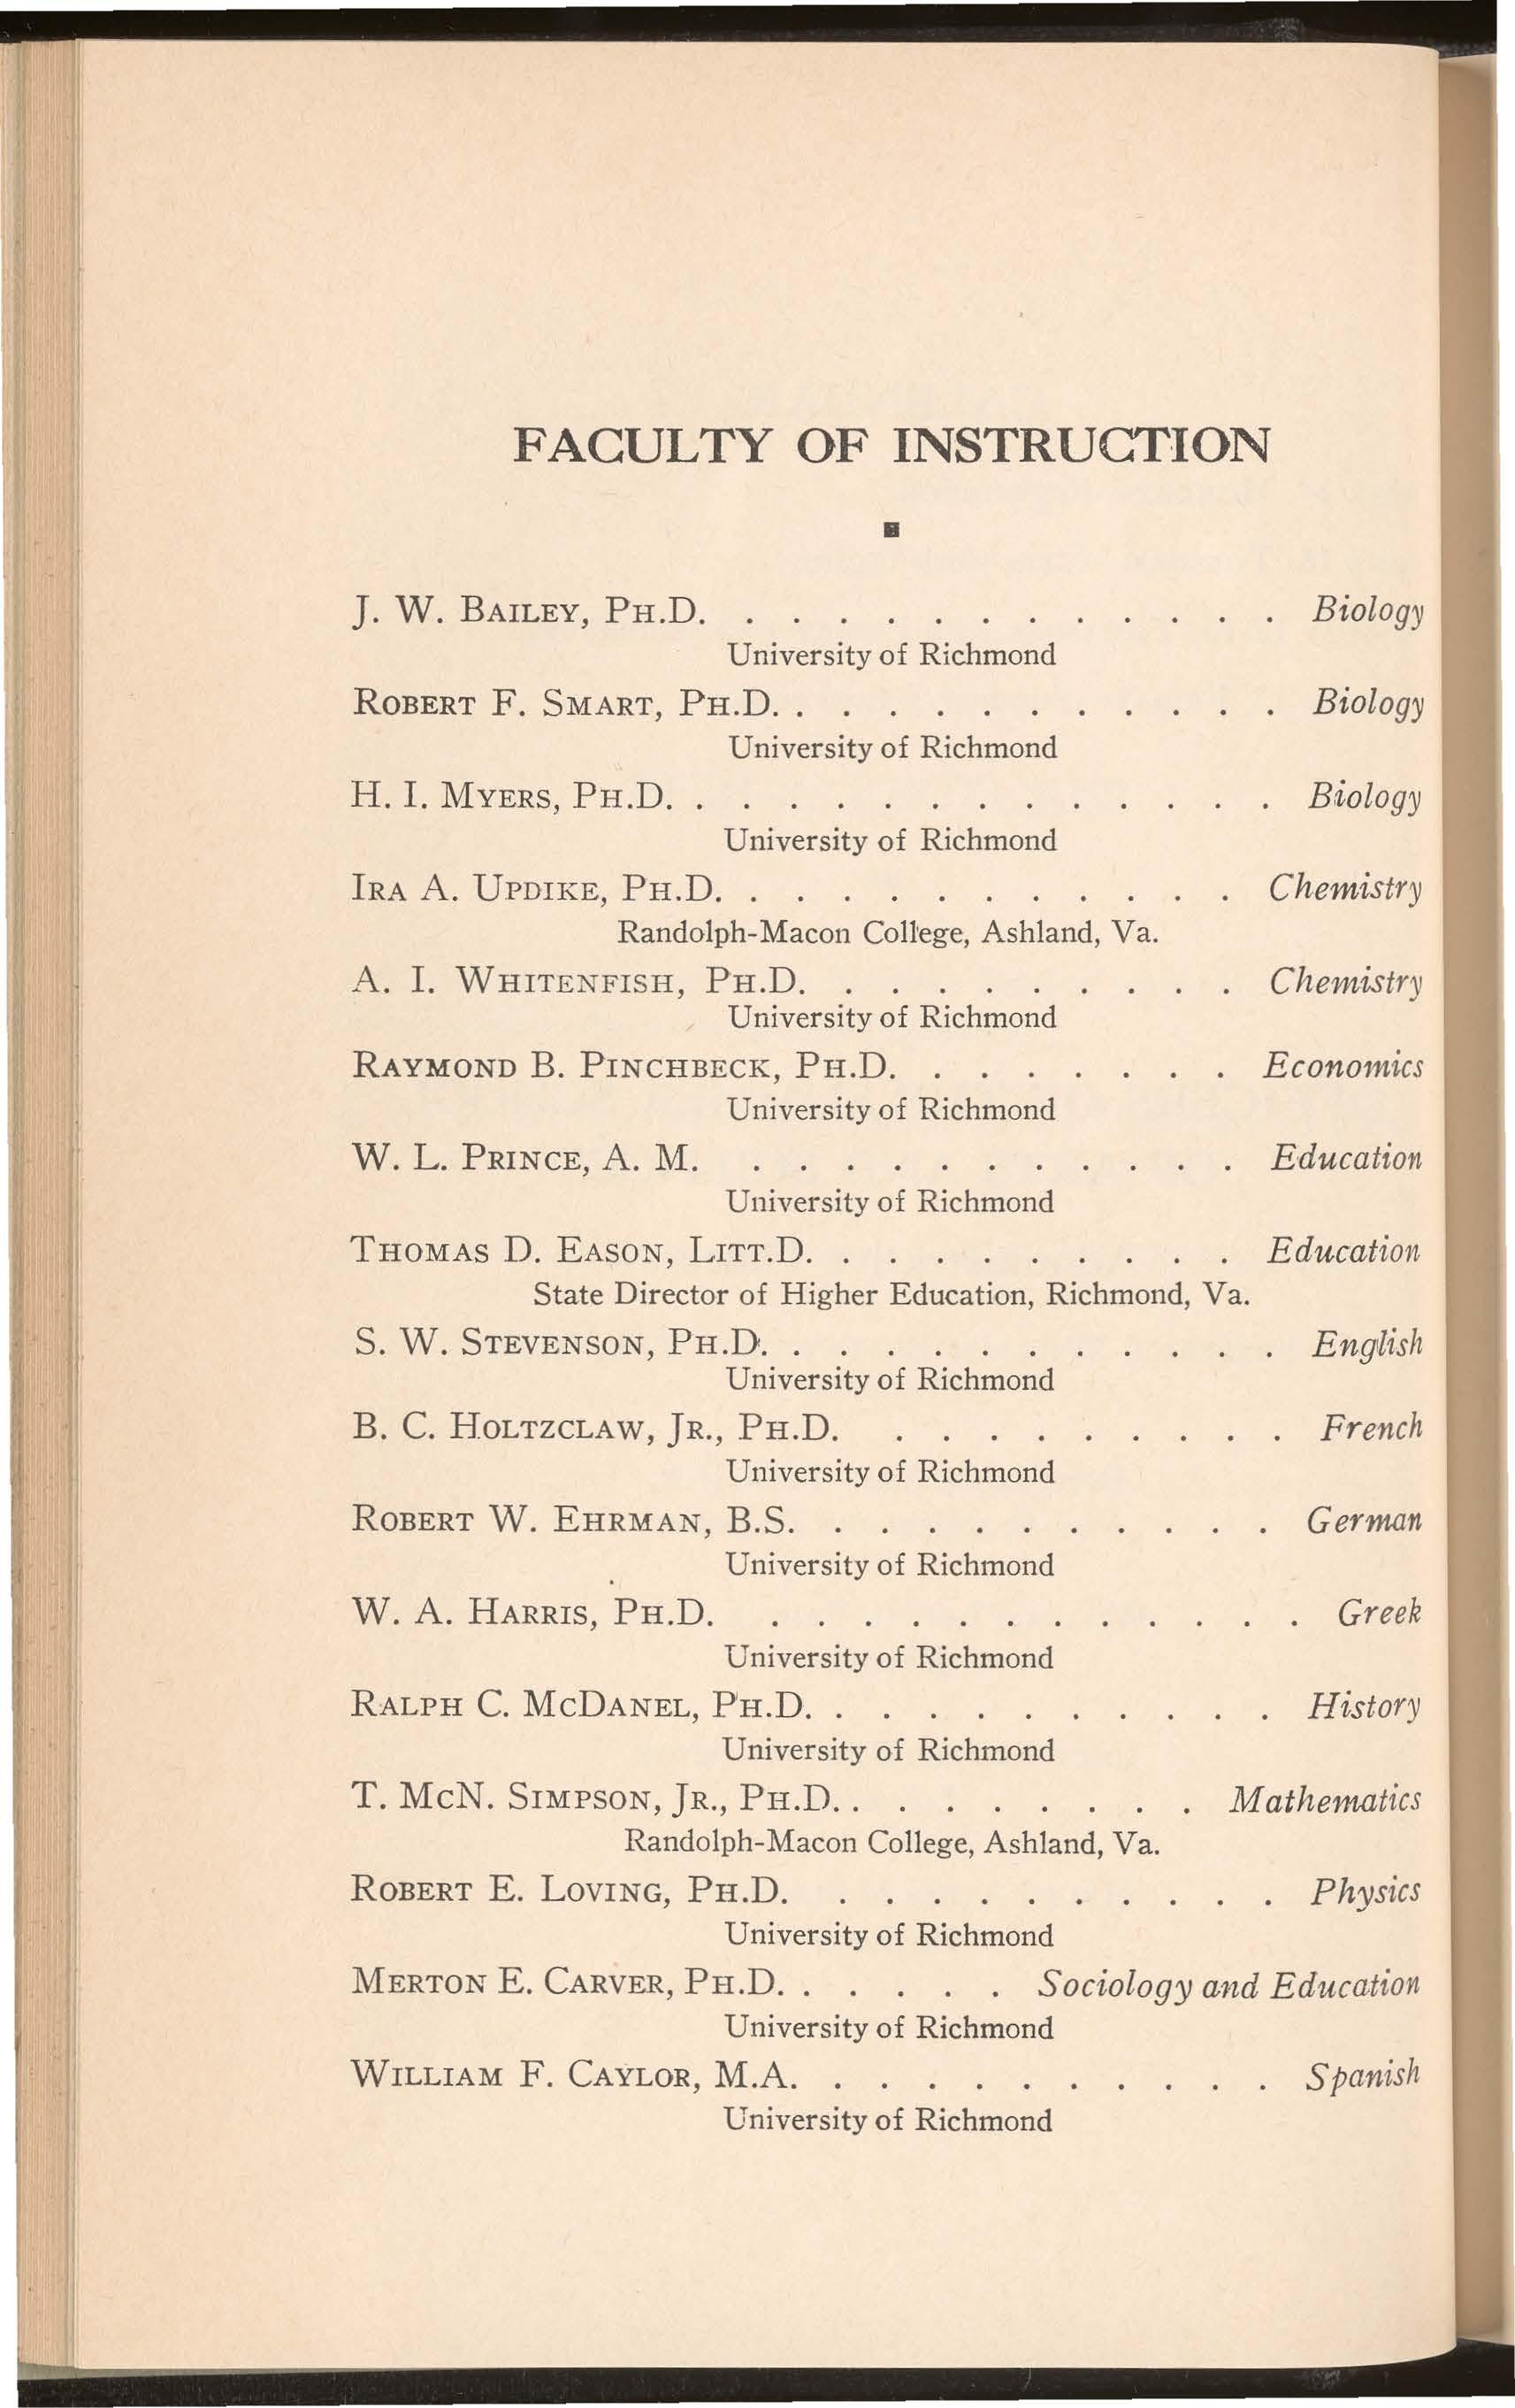 FACULTY OF INSTRUCTION
J. W. BAILEY, PH.D. . . . . . . . . . . . . Biology
University of Richmond
ROBERT F. SMART, PH.D. . . . . . . . . . . . Biology
University of Richmond
H. I. MYERS, PH.D. . . . . . . . . . . . . . Biology
University of Richmond
IRA A. UPDIKE, PH.D. . . . . . . . . . . . Chemistry
Randolph-Macon College, Ashland, Va.
A. I. WHITENFISH, PH.D. . . . . . . . . . Chemistry
University of Richmond
RAYMOND B. PINCHBECK, PH.D. . . . . . . . Economics
University of Richmond
W. L. PRINCE, A. M. . . . . . . . . . . . Education
University of Richmond
THOMAS D. EASON, LITT.D. . . . . . . . . . Education
State Director of Higher Education, Richmond, Va.
S. W. STEVENSON, PH.D. . . . . . . . . . . . English
University of Richmond
B. C. HOLTZCLAW, JR., PH.D. . . . . . . . . . French
University of Richmond
ROBERT W. EHRMAN, B.S. . . . . . . . . . . German
University of Richmond
W. A. HARRIS, PH.D. . . . . . . . . . . . . Greek
University of Richmond
RALPH C. MCDANEL, PH.D. . . . . . . . . . . History
University of Richmond
T. MCN. SIMPSON, JR., PH.D. . . . . . . . . Mathematics
Randolph-Macon College, Ashland, Va.
ROBERT E. LOVING, PH.D. . . . . . . . . . . Physics
University of Richmond
MERTON E. CARVER, PH.D. . . . . . Sociology and Education
University of Richmond
WILLIAM F. CAYLOR, M.A. . . . . . . . . . . Spanish
University of Richmond